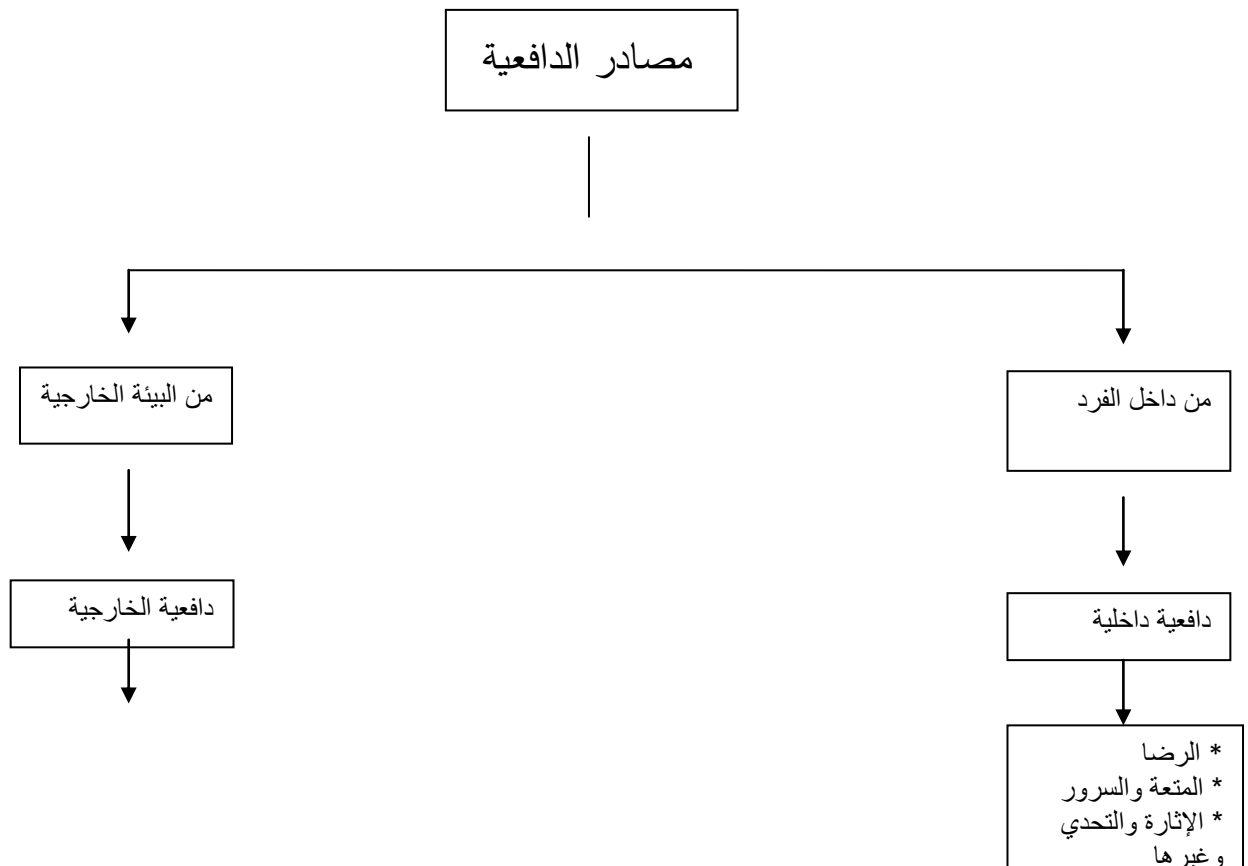 مصادر الدافعية
من داخل الفرد
من البيئة الخارجية
دافعية داخلية
دافعية الخارجية
* الرضا
* المتعة والسرور
* الإثارة والتحدي
وغيرها